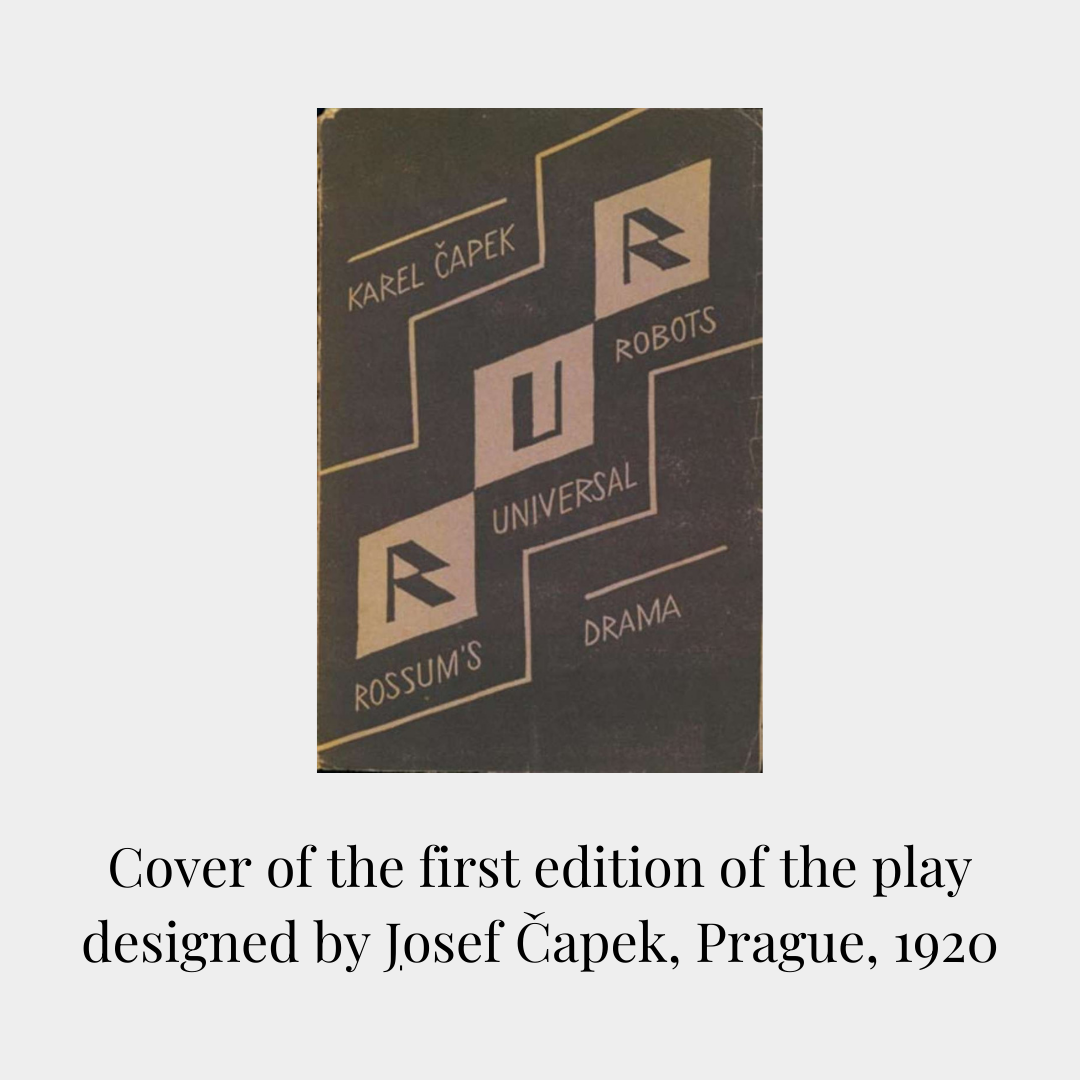 KAREL ČAPEK
R
ROBOTS
U
UNIVERSAL
R
ROSSUM'S
DRAMA
Cover of the first edition of the play
designed by Josef Čapek, Prague, 1920